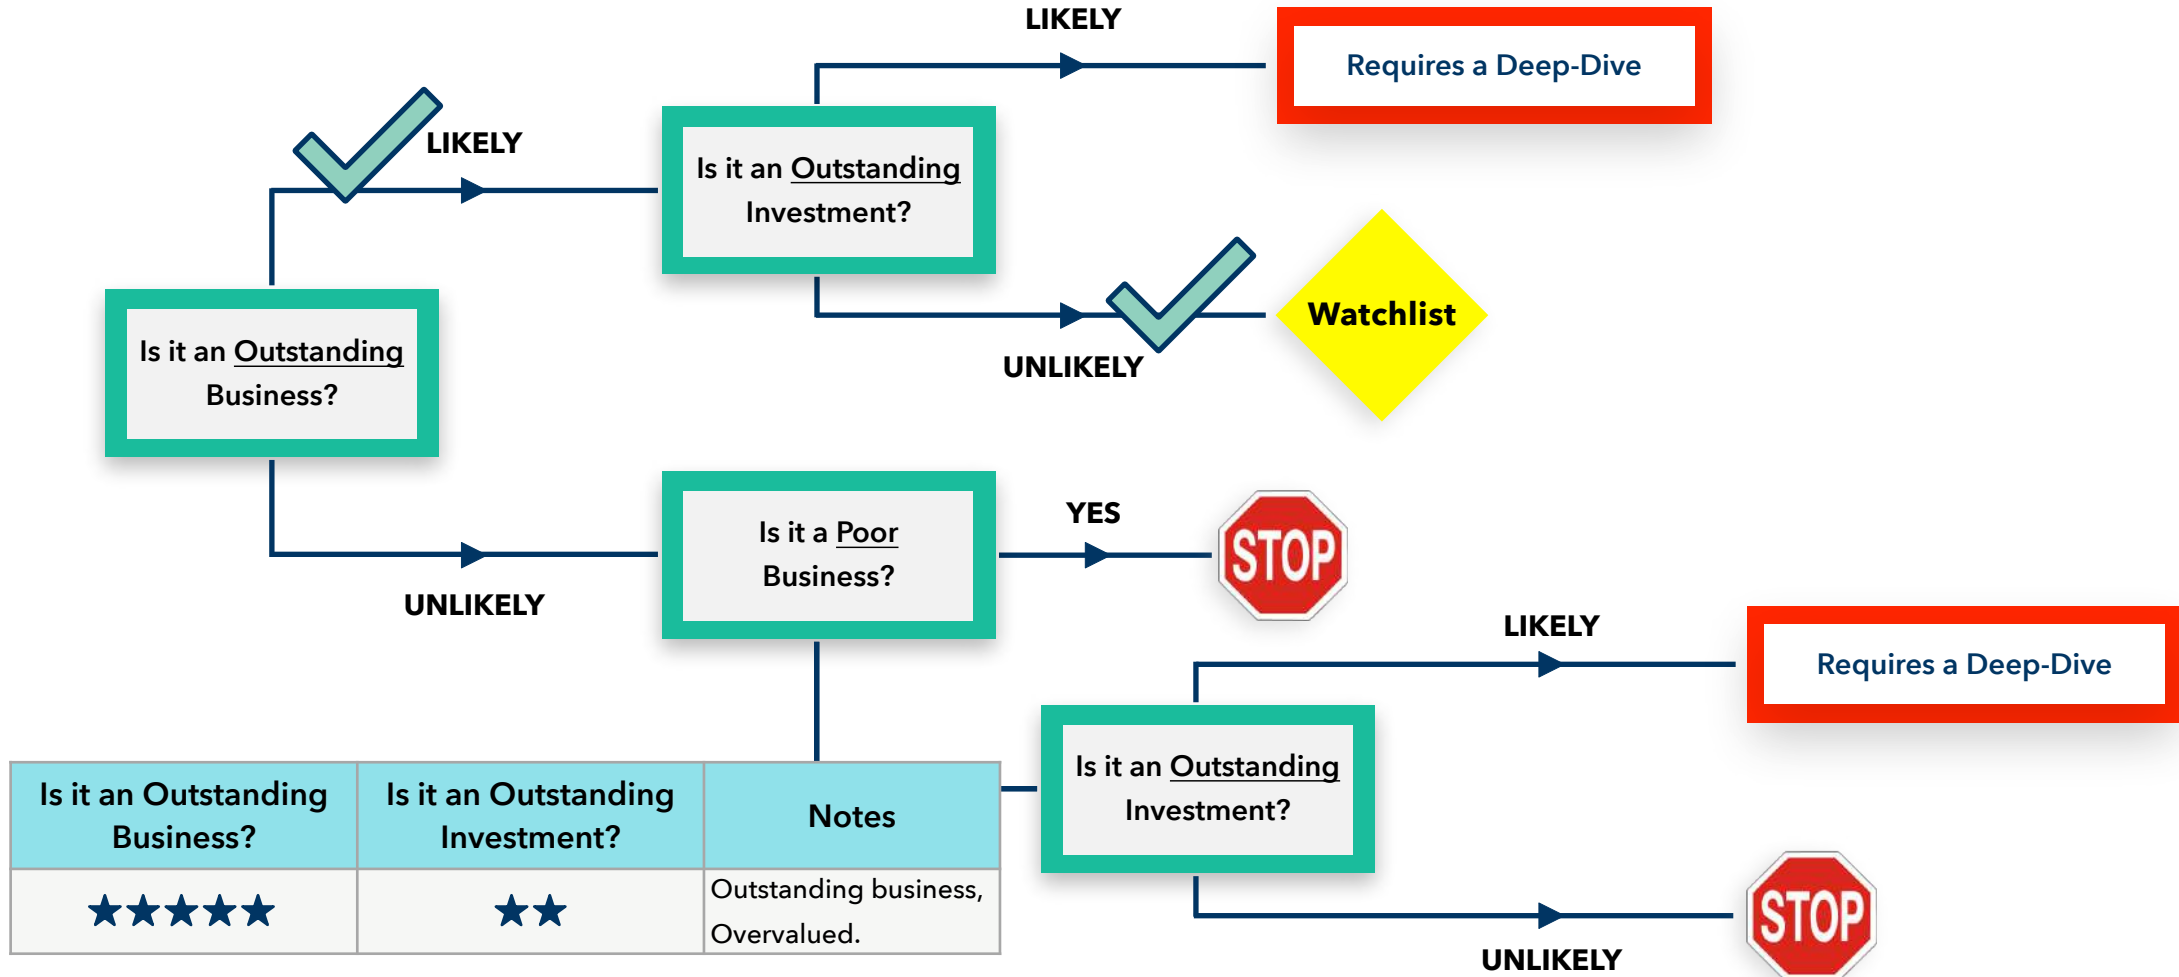 LIKELY
Requires a Deep-Dive
LIKELY
Is it an Outstanding
Investment?
Watchlist
UNLIKELY
Is it an Outstanding
Business?
Is it a Poor
Business?
YES
STOP
UNLIKELY
LIKELY
Requires a Deep-Dive
Is it an Outstanding
Investment?
STOP
UNLIKELY
Is it an Outstanding
Business?
Is it an Outstanding
Investment?
Notes
Outstanding business,
Overvalued.